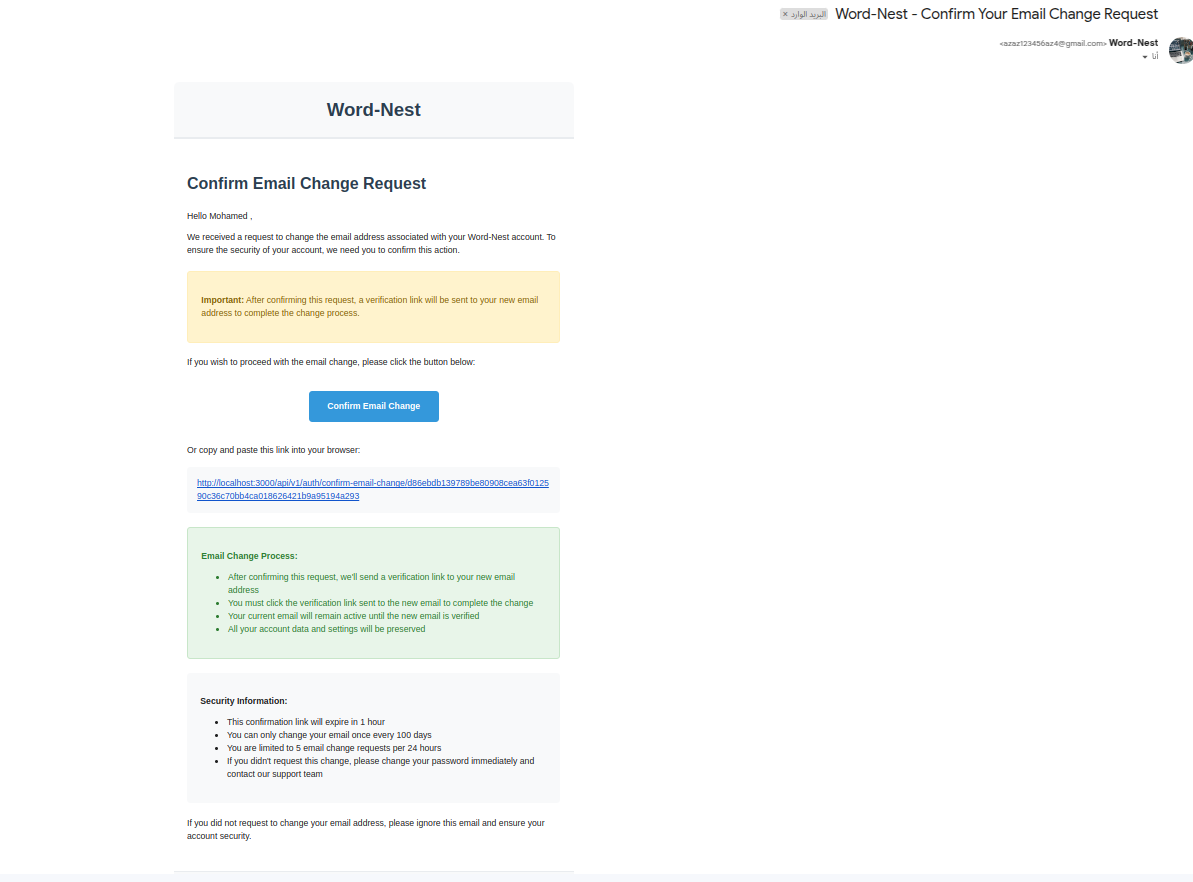 Word-Nest - Confirm Your Email Change Request البريد الوارد ×
Word-Nest <azaz123456az4@gmail.com>
أنا
Word-Nest
Confirm Email Change Request
Hello Mohamed ,
We received a request to change the email address associated with your Word-Nest account. To
ensure the security of your account, we need you to confirm this action.
Important: After confirming this request, a verification link will be sent to your new email
address to complete the change process.
If you wish to proceed with the email change, please click the button below:
Confirm Email Change
Or copy and paste this link into your browser:
http://localhost:3000/api/v1/auth/confirm-email-change/d86ebdb139789be80908cea63f0125
90c36c70bb4ca018626421b9a95194a293
Email Change Process:
• After confirming this request, we'll send a verification link to your new email
address
• You must click the verification link sent to the new email to complete the change
• Your current email will remain active until the new email is verified
• All your account data and settings will be preserved
Security Information:
• This confirmation link will expire in 1 hour
• You can only change your email once every 100 days
• You are limited to 5 email change requests per 24 hours
• If you didn't request this change, please change your password immediately and
contact our support team
If you did not request to change your email address, please ignore this email and ensure your
account security.